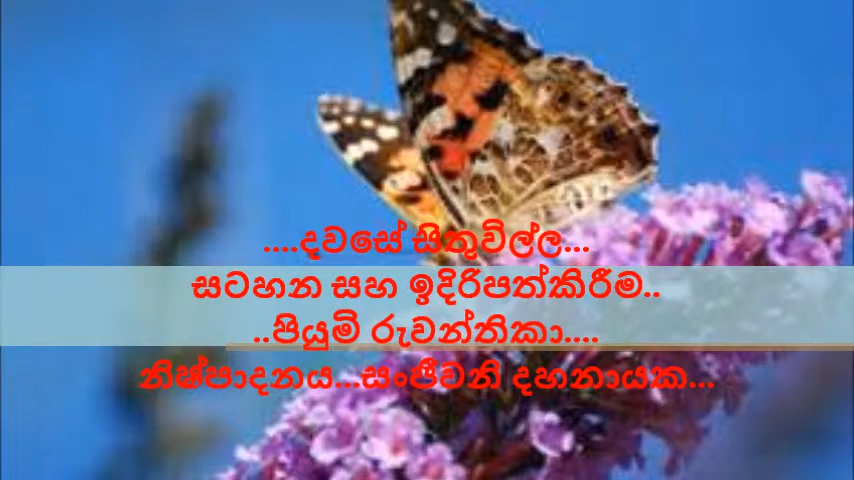 ....දවසේ සිතුවිල්ල...
සටහන සහ ඉදිරිපත්කිරීම..
..පියුමි රුවන්තිකා....
නිෂ්පාදනය...සංජීවනි දහනායක...